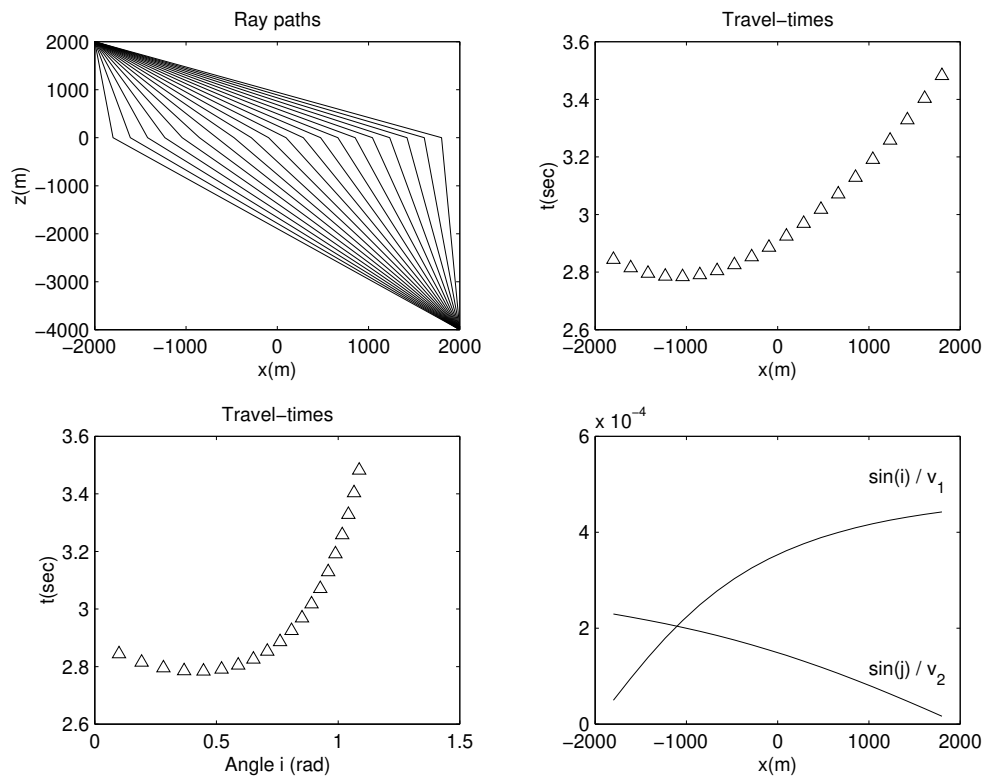 Ray paths
2000
1000
0
−1000
−2000
−3000
−4000
z(m)
−2000 −1000 0 1000 2000
x(m)
Travel−times
3.6
3.4
3.2
3
2.8
2.6
t(sec)
−2000 −1000 0 1000 2000
x(m)
Travel−times
3.6
3.4
3.2
3
2.8
2.6
t(sec)
0 0.5 1 1.5
Angle i (rad)
x 10−4
6
4
2
0
sin(i) / v1
sin(j) / v2
−2000 −1000 0 1000 2000
x(m)